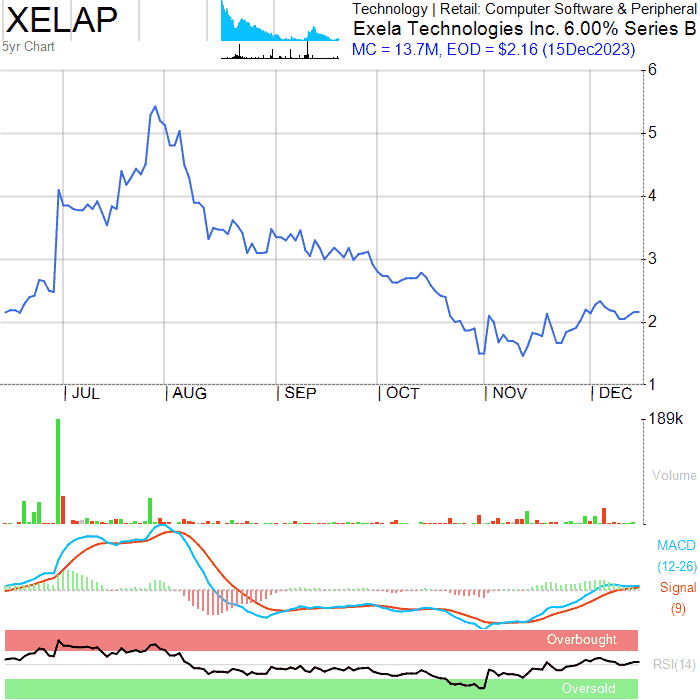 XELAP
5yr Chart
Technology | Retail: Computer Software & Peripheral
Exela Technologies Inc. 6.00% Series B
MC = 13.7M, EOD = $2.16 (15Dec2023)
6
5
4
3
2
1
JUL AUG SEP OCT NOV DEC
189k
Volume
MACD
(12-26)
Signal
(9)
Overbought
RSI(14)
Oversold